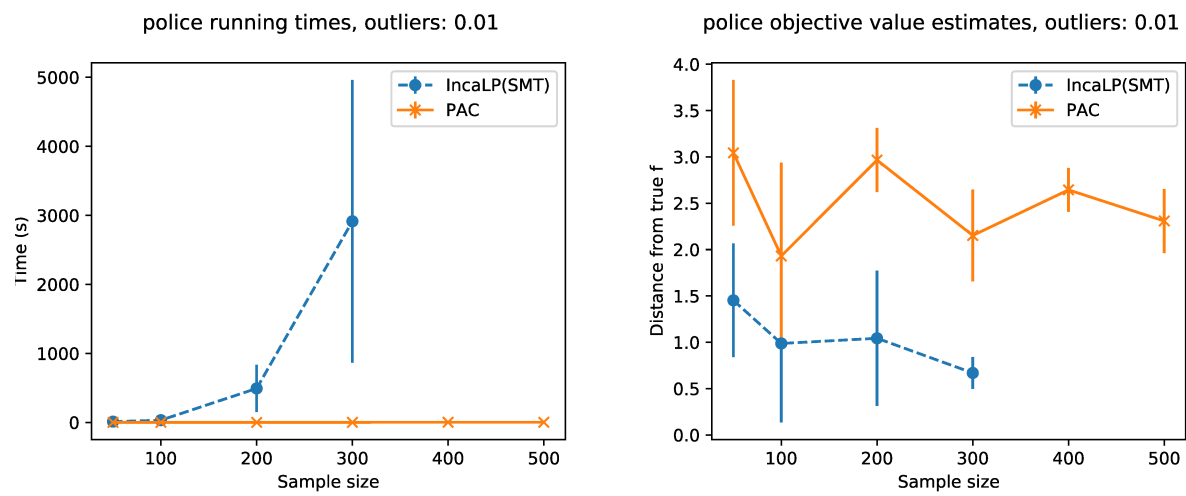 police running times, outliers: 0.01
5000
4000
3000
2000
1000
0
Time (s)
100 200 300 400 500
Sample size
IncaLP(SMT)
PAC
police objective value estimates, outliers: 0.01
4.0
3.5
3.0
2.5
2.0
1.5
1.0
0.5
0.0
Distance from true f
100 200 300 400 500
Sample size
IncaLP(SMT)
PAC